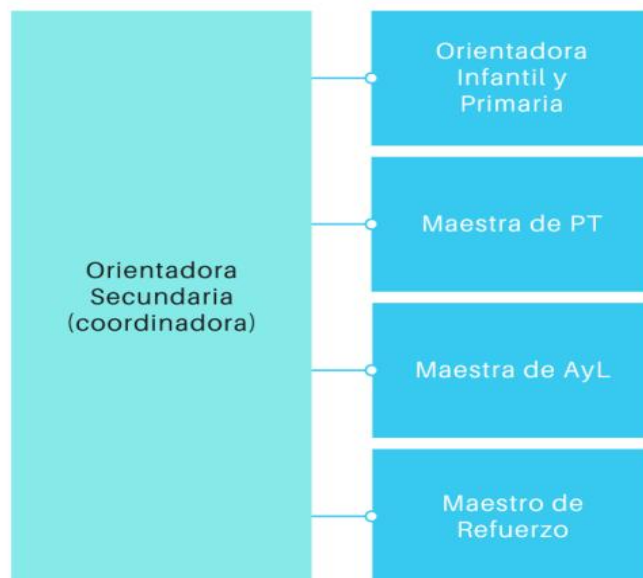 Orientadora
Secundaria
(coordinadora)
Orientadora
Infantil y
Primaria
Maestra de PT
Maestra de AyL
Maestro de
Refuerzo